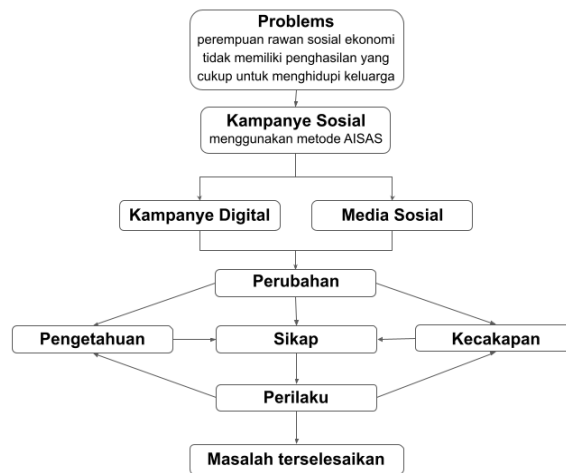 Problems
perempuan rawan sosial ekonomi
tidak memiliki penghasilan yang
cukup untuk menghidupi keluarga
Kampanye Sosial
menggunakan metode AISAS
Kampanye Digital
Media Sosial
Perubahan
Pengetahuan
Sikap
Kecakapan
Perilaku
Masalah terselesaikan